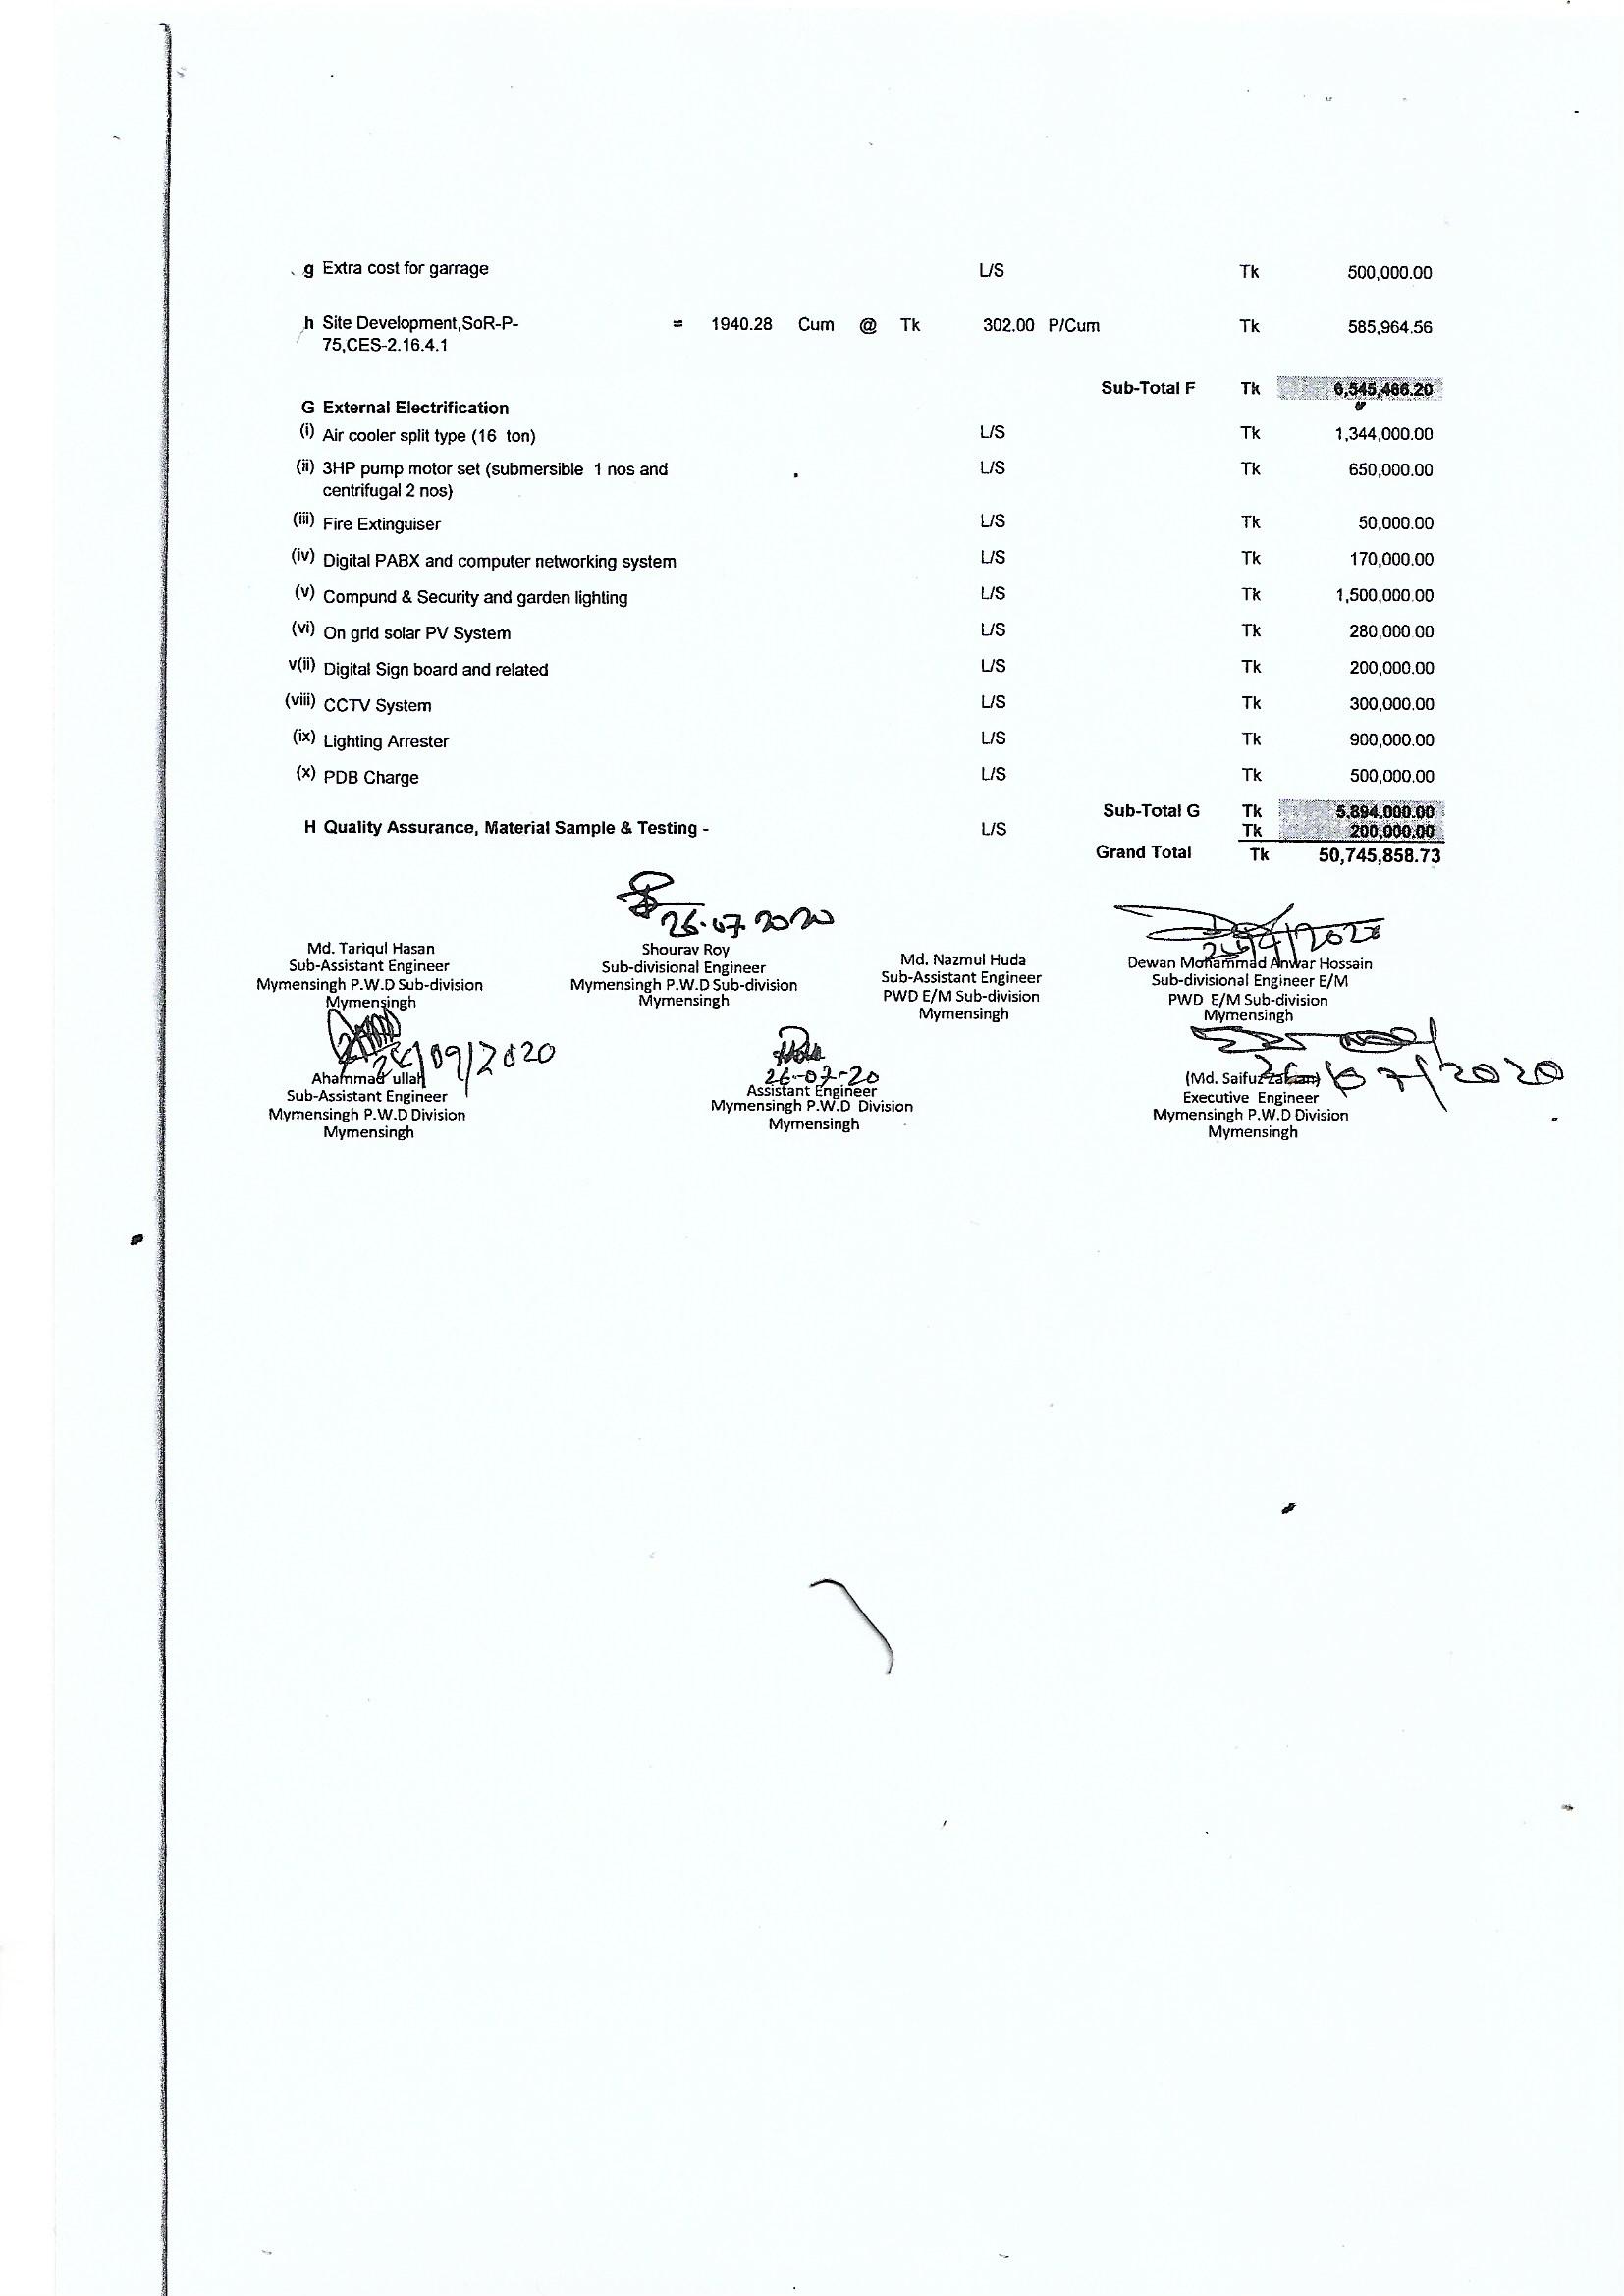 g Extra cost for garrage L/S Tk 500,000.00
h Site Development,SoR-P- = 1940.28 Cum @ Tk 302.00 P/Cum Tk 585,964.56
75,CES-2.16.4.1
Sub-Total F Tk 6,545,466.20
G External Electrification
(i) Air cooler split type (16 ton) L/S Tk 1,344,000.00
(ii) 3HP pump motor set (submersible 1 nos and L/S Tk 650,000.00
centrifugal 2 nos)
(iii) Fire Extinguiser L/S Tk 50,000.00
(iv) Digital PABX and computer networking system L/S Tk 170,000.00
(v) Compund & Security and garden lighting L/S Tk 1,500,000.00
(vi) On grid solar PV System L/S Tk 280,000.00
v(ii) Digital Sign board and related L/S Tk 200,000.00
(viii) CCTV System L/S Tk 300,000.00
(ix) Lighting Arrester L/S Tk 900,000.00
(x) PDB Charge L/S Tk 500,000.00
Sub-Total G Tk 5,894,000.00
H Quality Assurance, Material Sample & Testing - L/S Tk 200,000.00
Grand Total Tk 50,745,858.73
Md. Tariqul Hasan
Sub-Assistant Engineer
Mymensingh P.W.D Sub-division
Mymensingh
26.07.2020
Shourav Roy
Sub-divisional Engineer
Mymensingh P.W.D Sub-division
Mymensingh
Md. Nazmul Huda
Sub-Assistant Engineer
PWD E/M Sub-division
Mymensingh
Dewan Mohammad Anwar Hossain
Sub-divisional Engineer E/M
PWD E/M Sub-division
Mymensingh
Ahammad ullah
Sub-Assistant Engineer
Mymensingh P.W.D Division
Mymensingh
26-07-20
Assistant Engineer
Mymensingh P.W.D Division
Mymensingh
26/07/2020
(Md. Saifuzzaman)
Executive Engineer
Mymensingh P.W.D Division
Mymensingh